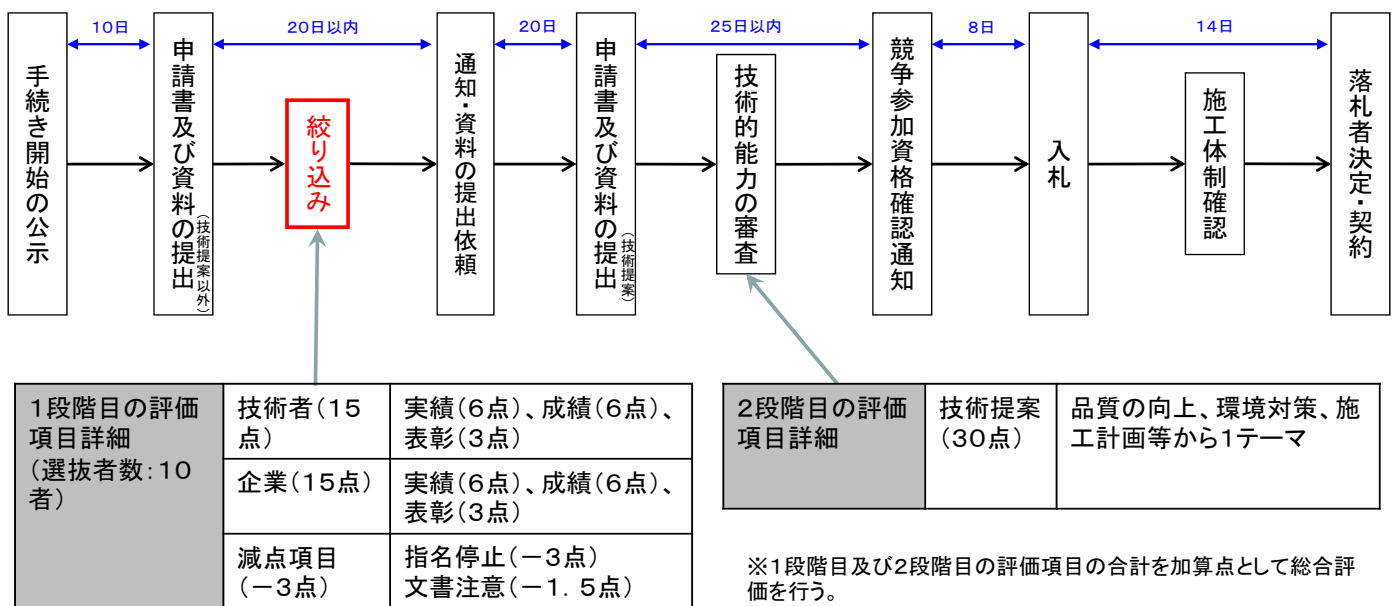 10日
20日以内
20日
25日以内
8日
14日
手続き開始の公示
申請書及び資料の提出
（技術提案以外）
絞り込み
通知・資料の提出依頼
申請書及び資料の提出
（技術提案）
技術的能力の審査
競争参加資格確認通知
入札
施工体制確認
落札者決定・契約
1段階目の評価
項目詳細
（選抜者数：10
者）
技術者（15
点）
実績（6点）、成績（6点）、
表彰（3点）
企業（15点）
実績（6点）、成績（6点）、
表彰（3点）
減点項目
（－3点）
指名停止（－3点）
文書注意（－1．5点）
2段階目の評価
項目詳細
技術提案
（30点）
品質の向上、環境対策、施
工計画等から1テーマ
※1段階目及び2段階目の評価項目の合計を加算点として総合評
価を行う。